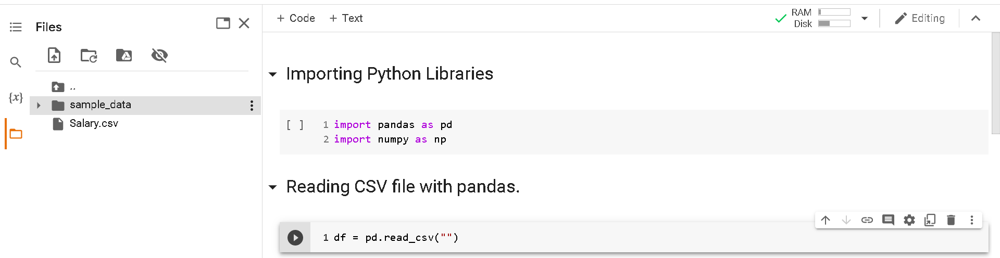 Files
..
sample_data
Salary.csv
{x}
+ Code + Text
RAM
Disk
Editing
Importing Python Libraries
[ ] 1 import pandas as pd
2 import numpy as np
Reading CSV file with pandas.
1 df = pd.read_csv("")